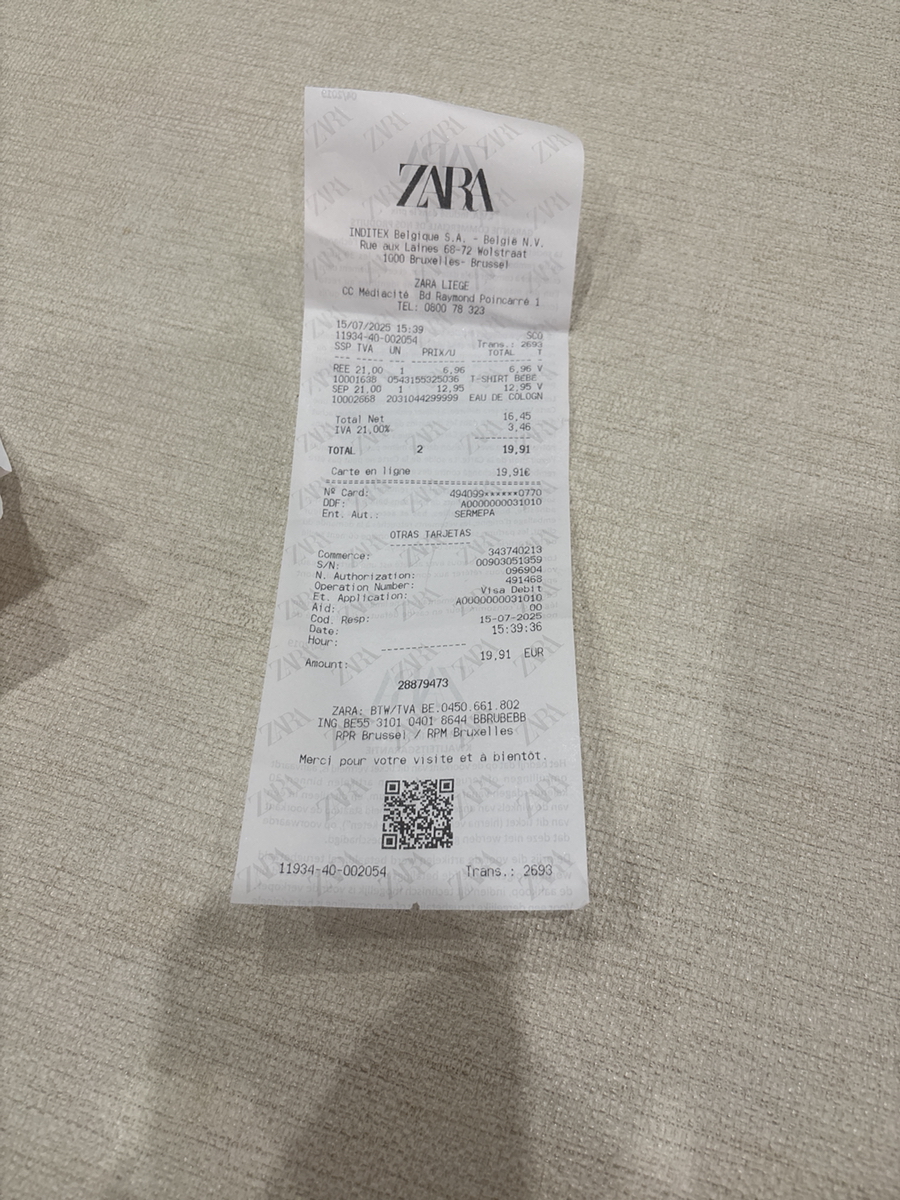 ZARA
INDITEX Belgique S.A. - België N.V.
Rue aux Laines 68-72 Wolstraat
1000 Bruxelles- Brussel
ZARA LIEGE
CC Médiacité Bd Raymond Poincarré 1
TEL: 0800 78 323
15/07/2025 15:39 SCO
11934-40-002054 Trans.: 2693
SSP TVA UN PRIX/U TOTAL T
REE 21,00 1 6,96 6,96 V
10001638 0543155325036 T-SHIRT BEBE
SEP 21,00 1 12,95 12,95 V
10002668 2031044299999 EAU DE COLOGN
Total Net 16,45
IVA 21,00% 3,46
TOTAL 2 19,91
Carte en ligne 19,91€
Nº Card: 494099******0770
DDF: A0000000031010
Ent. Aut.: SERMEPA
OTRAS TARJETAS
Commerce: 343740213
S/N: 00903051359
N. Authorization: 096904
Operation Number: 491468
Et. Application: Visa Debit
Aid: A0000000031010
Cod. Resp: 00
Date: 15-07-2025
Hour: 15:39:36
Amount: 19,91 EUR
28879473
ZARA: BTW/TVA BE.0450.661.802
ING BE55 3101 0401 8644 BBRUBEBB
RPR Brussel / RPM Bruxelles
Merci pour votre visite et à bientôt.
11934-40-002054 Trans.: 2693